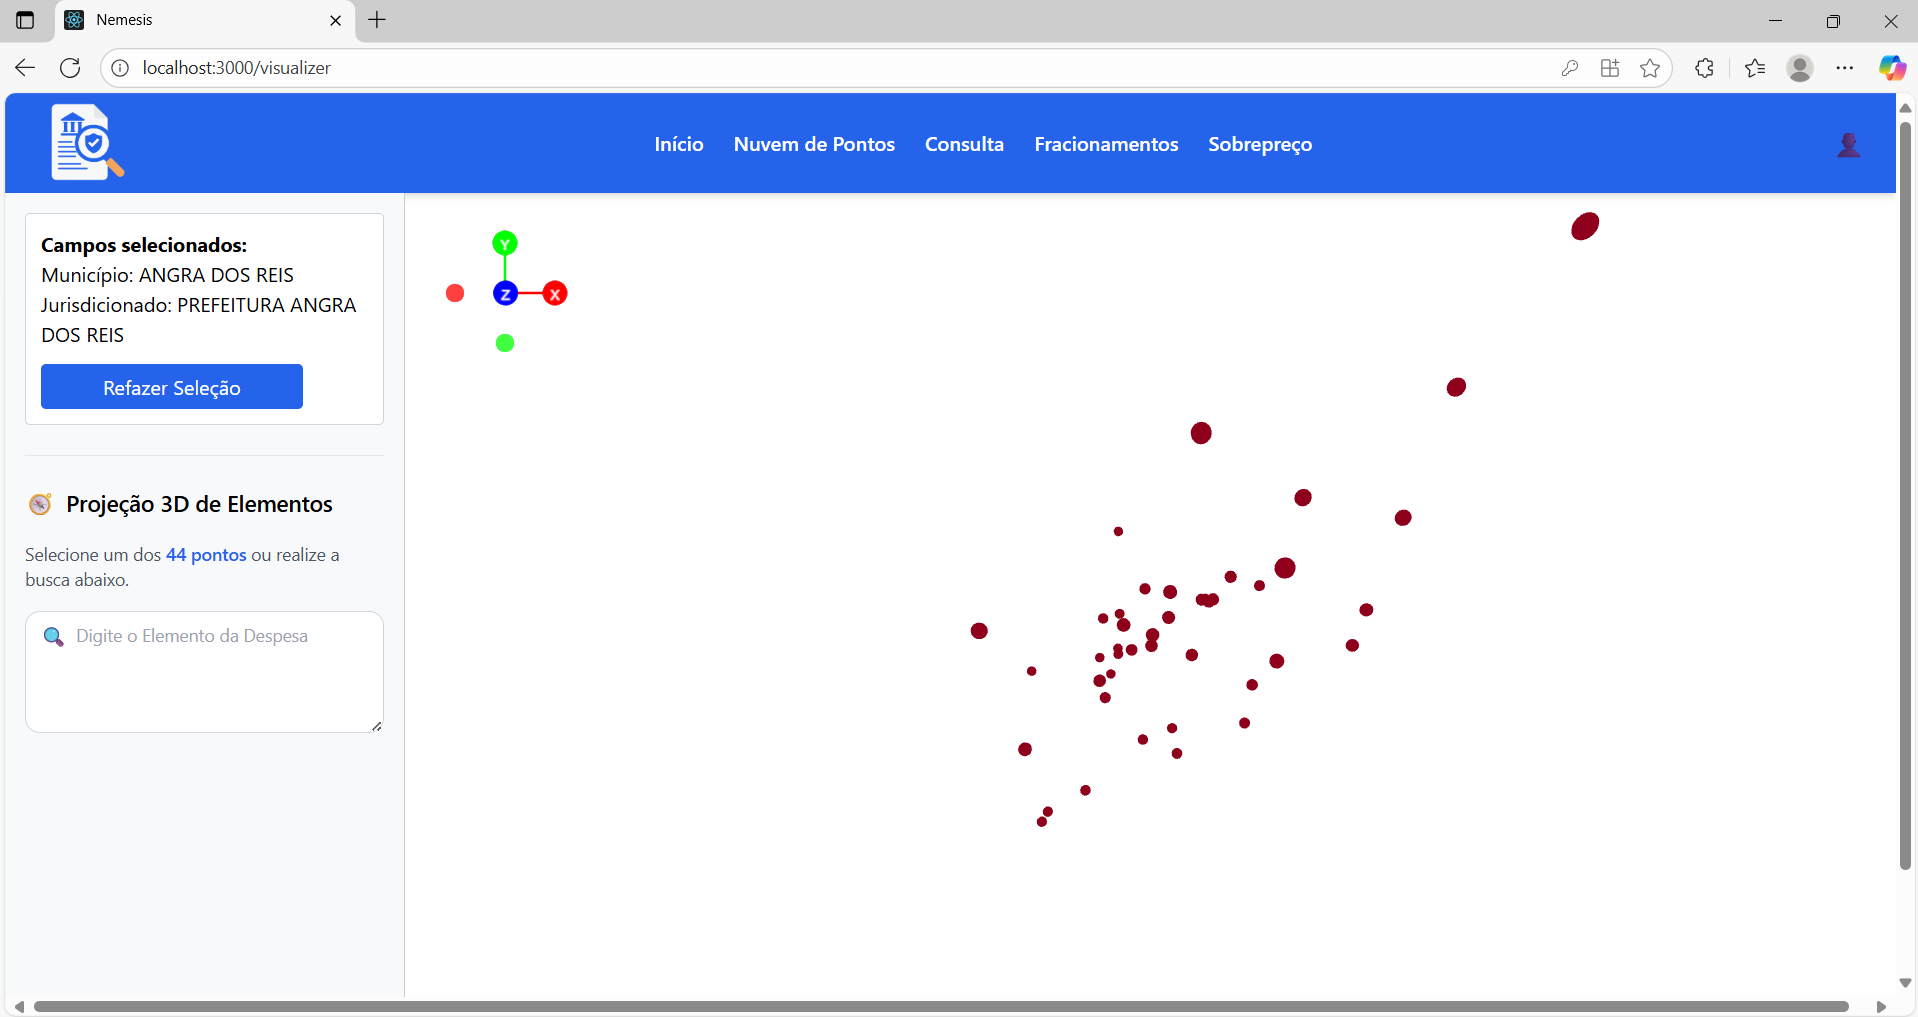 Nemesis
localhost:3000/visualizer
Início Nuvem de Pontos Consulta Fracionamentos Sobrepreço
Campos selecionados:
Município: ANGRA DOS REIS
Jurisdicionado: PREFEITURA ANGRA
DOS REIS
Refazer Seleção
Projeção 3D de Elementos
Selecione um dos 44 pontos ou realize a
busca abaixo.
Digite o Elemento da Despesa
Y
Z X